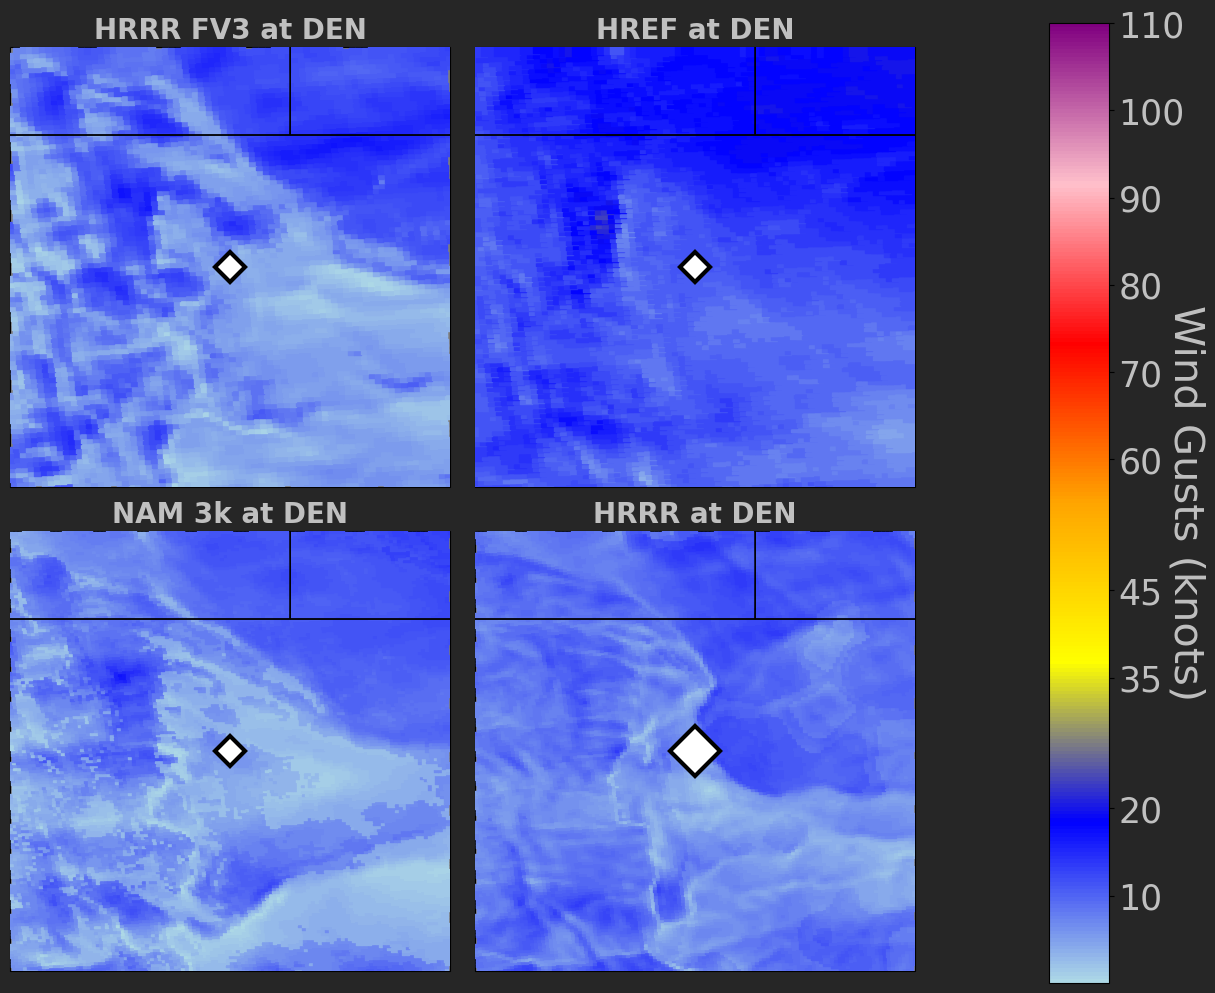 HRRR FV3 at DEN
HREF at DEN
NAM 3k at DEN
HRRR at DEN
110
100
90
80
70
60
45
35
20
10
Wind Gusts (knots)